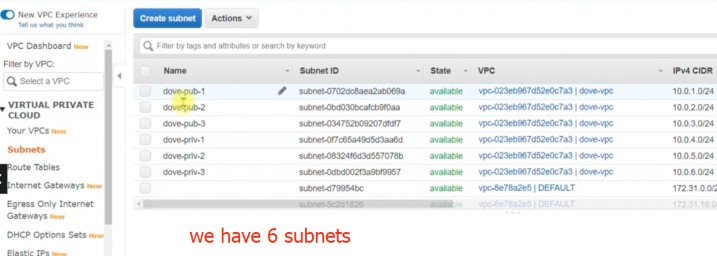 New VPC Experience
Tell us what you think
Create subnet Actions
VPC Dashboard New
Filter by VPC:
Select a VPC
VIRTUAL PRIVATE CLOUD
Your VPCs New
Subnets
Route Tables
Internet Gateways New
Egress Only Internet Gateways New
DHCP Options Sets New
Elastic IPs New
Filter by tags and attributes or search by keyword
Name Subnet ID State VPC IPv4 CIDR
dove-pub-1 subnet-0702dc8aea2ab069a available vpc-023eb967d52e0c7a3 | dove-vpc 10.0.1.0/24
dove-pub-2 subnet-0bd030bcafcb9f0aa available vpc-023eb967d52e0c7a3 | dove-vpc 10.0.2.0/24
dove-pub-3 subnet-034752b09207dfdf7 available vpc-023eb967d52e0c7a3 | dove-vpc 10.0.3.0/24
dove-priv-1 subnet-0f7c65a49d5d3aa6d available vpc-023eb967d52e0c7a3 | dove-vpc 10.0.4.0/24
dove-priv-2 subnet-08324f6d3d557078b available vpc-023eb967d52e0c7a3 | dove-vpc 10.0.5.0/24
dove-priv-3 subnet-0dbd002f3a9bf9957 available vpc-023eb967d52e0c7a3 | dove-vpc 10.0.6.0/24
subnet-d79954bc available vpc-8e78a2e5 | DEFAULT 172.31.0.0/
subnet-5c2d1626 available vpc-8e78a2e5 | DEFAULT 172.31.16.0
we have 6 subnets